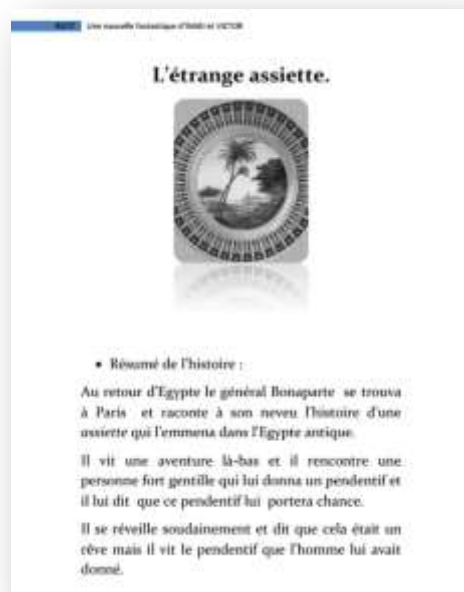 Une nouvelle fantastique et VICTOR
L'étrange assiette.
• Résumé de l'histoire :
Au retour d'Egypte le général Bonaparte se trouva
à Paris et raconte à son neveu l'histoire d'une
assiette qui l'emmena dans l'Egypte antique.
Il vit une aventure là-bas et il rencontre une
personne fort gentille qui lui donna un pendentif et
il lui dit que ce pendentif lui portera chance.
Il se réveille soudainement et dit que cela était un
rêve mais il vit le pendentif que l'homme lui avait
donné.